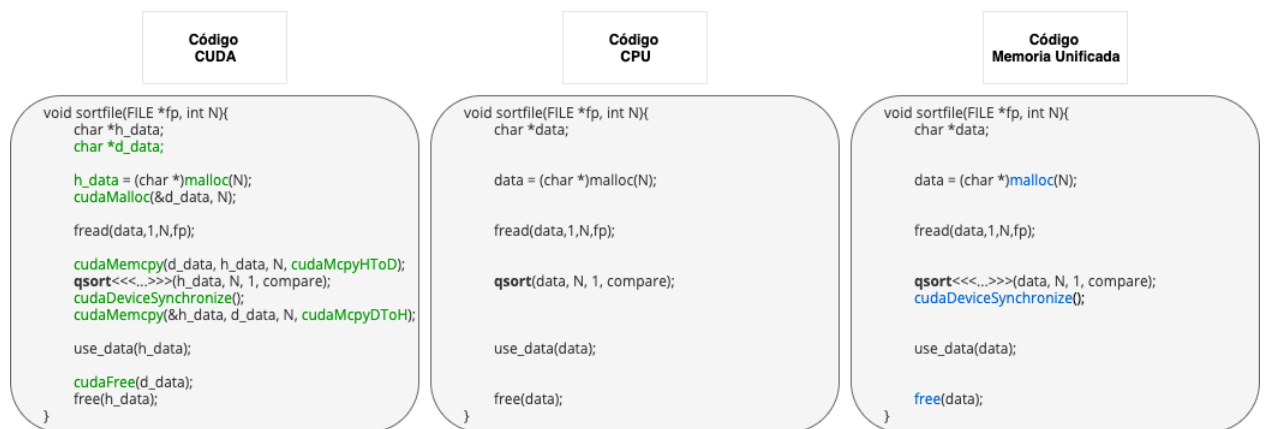 Código
CUDA
void sortfile(FILE *fp, int N){
char *h_data;
char *d_data;
h_data = (char *)malloc(N);
cudaMalloc(&d_data, N);
fread(data,1,N,fp);
cudaMemcpy(d_data, h_data, N, cudaMcpyHToD);
qsort<<<...>>>(h_data, N, 1, compare);
cudaDeviceSynchronize();
cudaMemcpy(&h_data, d_data, N, cudaMcpyDToH);
use_data(h_data);
cudaFree(d_data);
free(h_data);
}
Código
CPU
void sortfile(FILE *fp, int N){
char *data;
data = (char *)malloc(N);
fread(data,1,N,fp);
qsort(data, N, 1, compare);
use_data(data);
free(data);
}
Código
Memoria Unificada
void sortfile(FILE *fp, int N){
char *data;
data = (char *)malloc(N);
fread(data,1,N,fp);
qsort<<<...>>>(data, N, 1, compare);
cudaDeviceSynchronize();
use_data(data);
free(data);
}